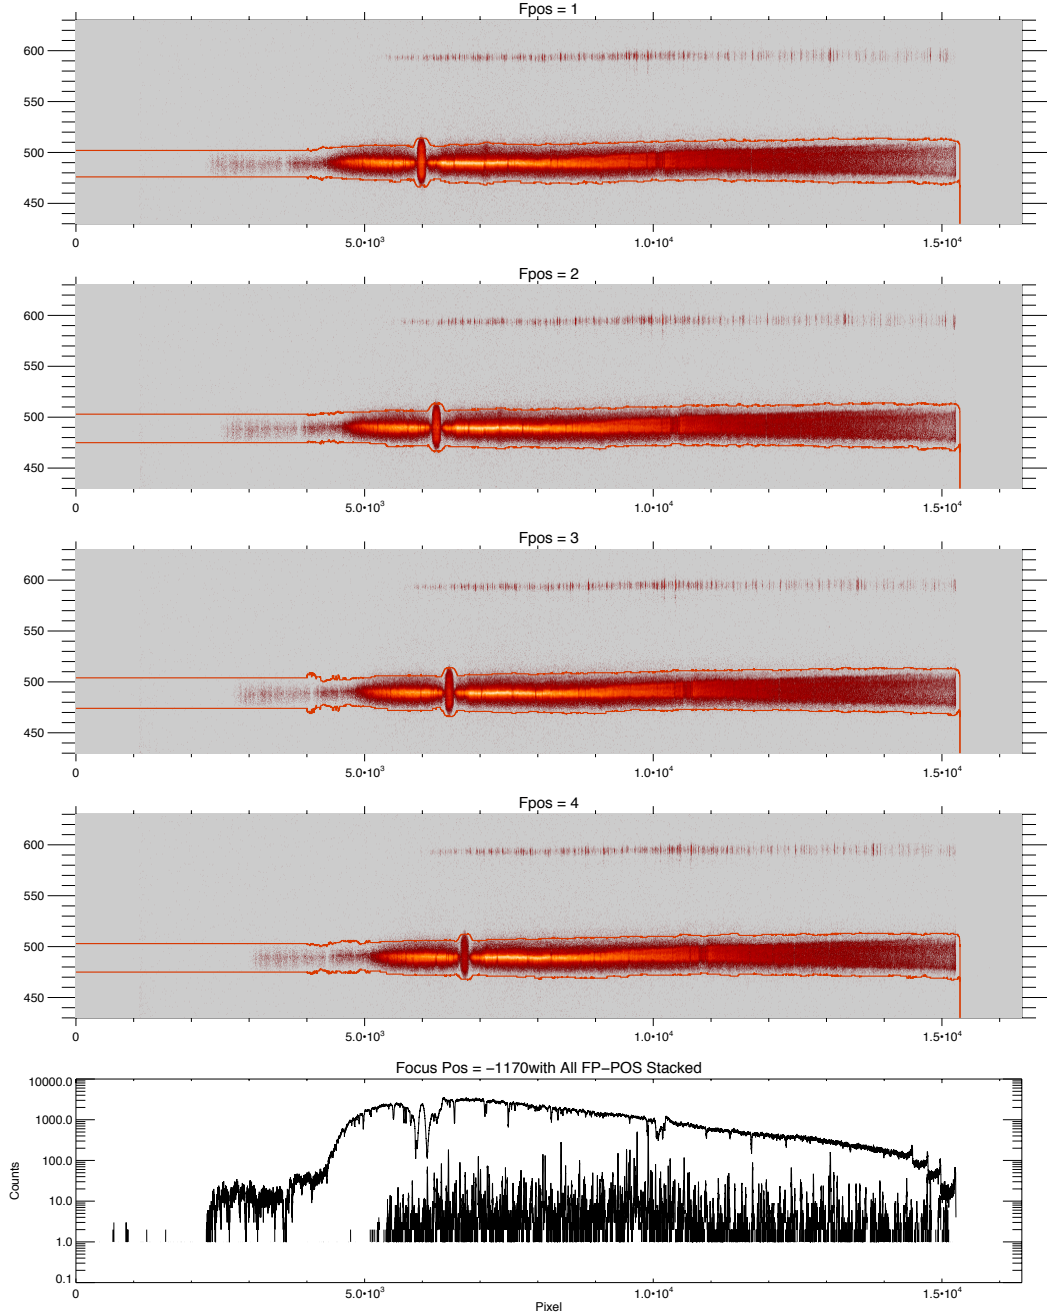 Fpos = 1
600
550
500
450
0 5.0•10³ 1.0•10⁴ 1.5•10⁴
Fpos = 2
600
550
500
450
0 5.0•10³ 1.0•10⁴ 1.5•10⁴
Fpos = 3
600
550
500
450
0 5.0•10³ 1.0•10⁴ 1.5•10⁴
Fpos = 4
600
550
500
450
0 5.0•10³ 1.0•10⁴ 1.5•10⁴
Focus Pos = −1170with All FP−POS Stacked
10000.0
1000.0
100.0
10.0
1.0
0.1
Counts
0 5.0•10³ 1.0•10⁴ 1.5•10⁴
Pixel